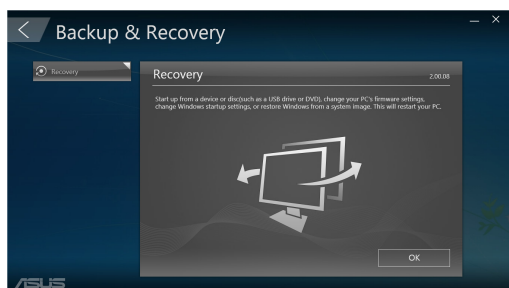 Backup & Recovery
Recovery
Recovery
2.00.08
Start up from a device or disc(such as a USB drive or DVD), change your PC's firmware settings,
change Windows startup settings, or restore Windows from a system image. This will restart your PC.
OK
ASUS